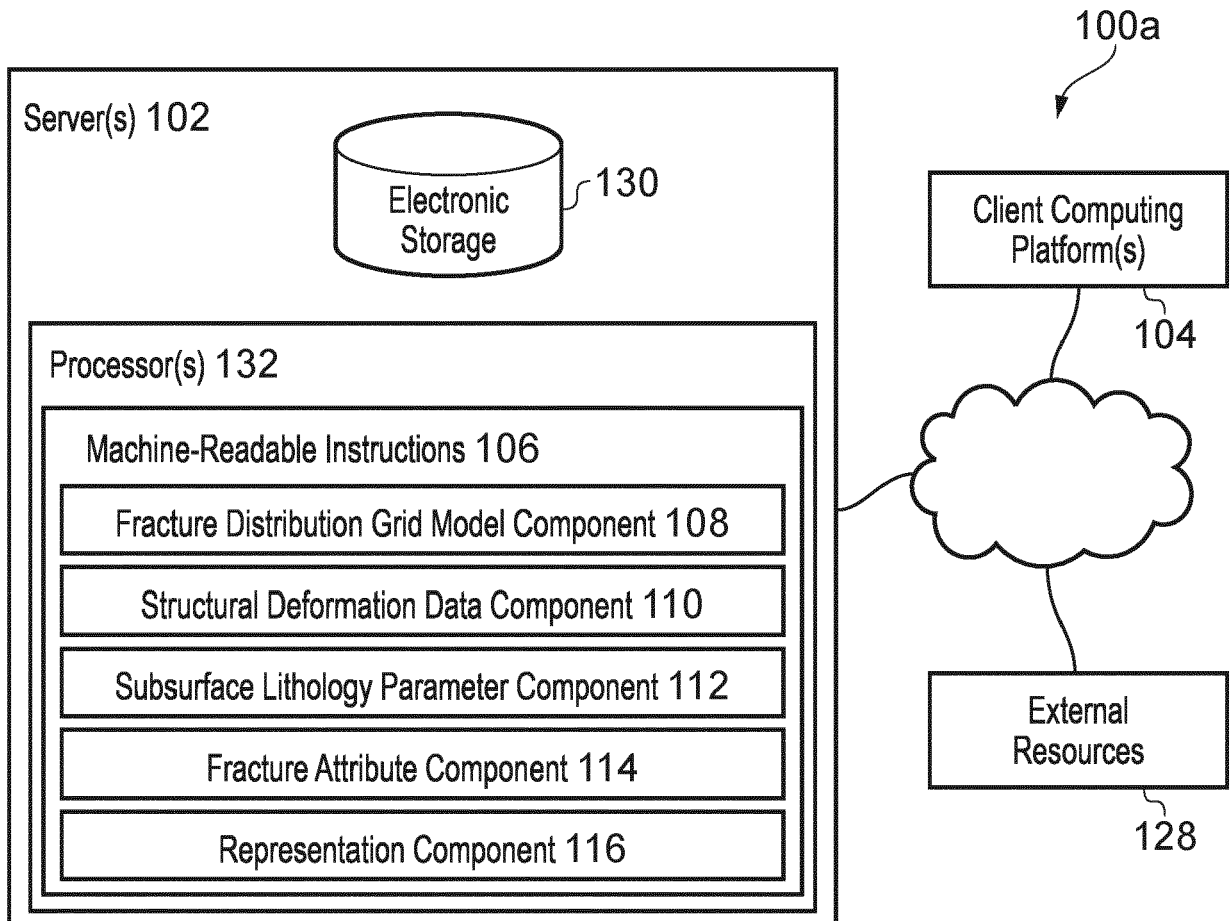 100a
Server(s) 102
Electronic
Storage
130
Client Computing
Platform(s)
104
Processor(s) 132
Machine-Readable Instructions 106
Fracture Distribution Grid Model Component 108
Structural Deformation Data Component 110
Subsurface Lithology Parameter Component 112
Fracture Attribute Component 114
Representation Component 116
External
Resources
128